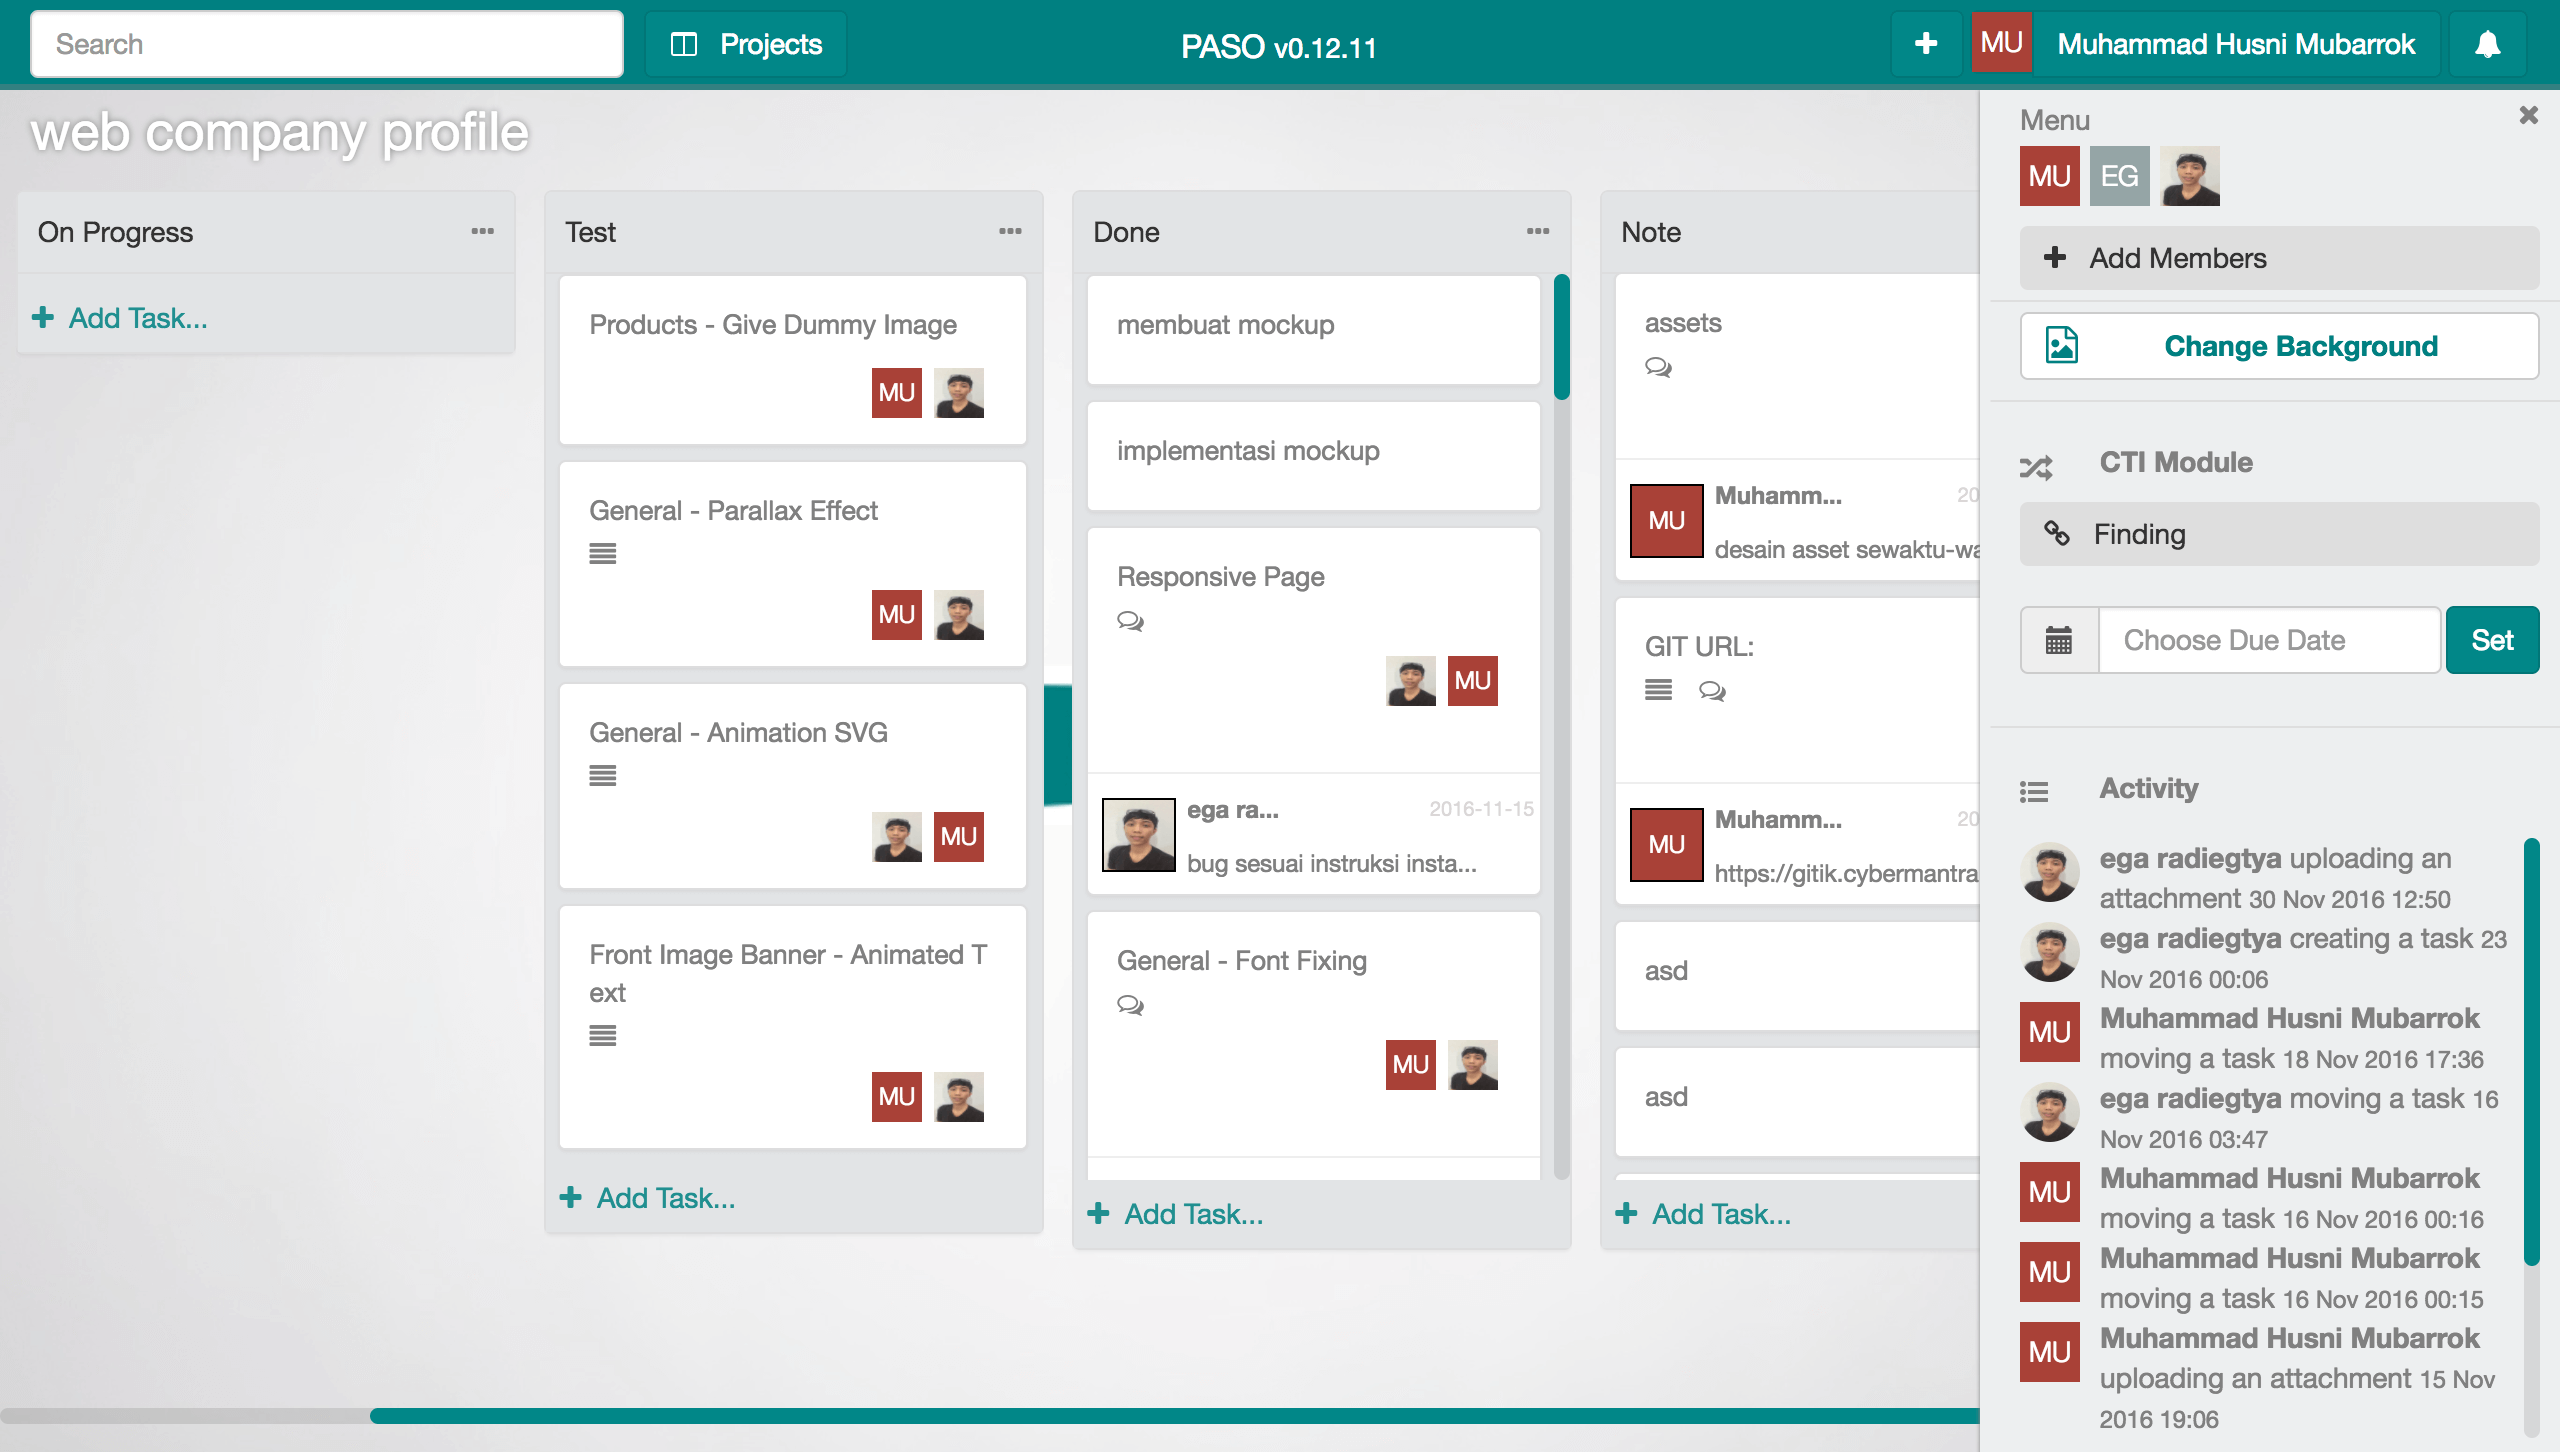 Search
Projects
PASO v0.12.11
MU
Muhammad Husni Mubarrok
web company profile
On Progress
Add Task...
Test
Products - Give Dummy Image
MU
General - Parallax Effect
MU
General - Animation SVG
MU
Front Image Banner - Animated T
ext
MU
Add Task...
Done
membuat mockup
implementasi mockup
Responsive Page
MU
ega ra...
2016-11-15
bug sesuai instruksi insta...
General - Font Fixing
MU
Add Task...
Note
assets
MU
Muhamm...
20
desain asset sewaktu-wa
GIT URL:
MU
Muhamm...
20
https://gitik.cybermantra
asd
asd
Add Task...
Menu
MU EG
Add Members
Change Background
CTI Module
Finding
Choose Due Date
Set
Activity
ega radiegtya uploading an
attachment 30 Nov 2016 12:50
ega radiegtya creating a task 23
Nov 2016 00:06
MU
Muhammad Husni Mubarrok
moving a task 18 Nov 2016 17:36
ega radiegtya moving a task 16
Nov 2016 03:47
MU
Muhammad Husni Mubarrok
moving a task 16 Nov 2016 00:16
MU
Muhammad Husni Mubarrok
moving a task 16 Nov 2016 00:15
MU
Muhammad Husni Mubarrok
uploading an attachment 15 Nov
2016 19:06